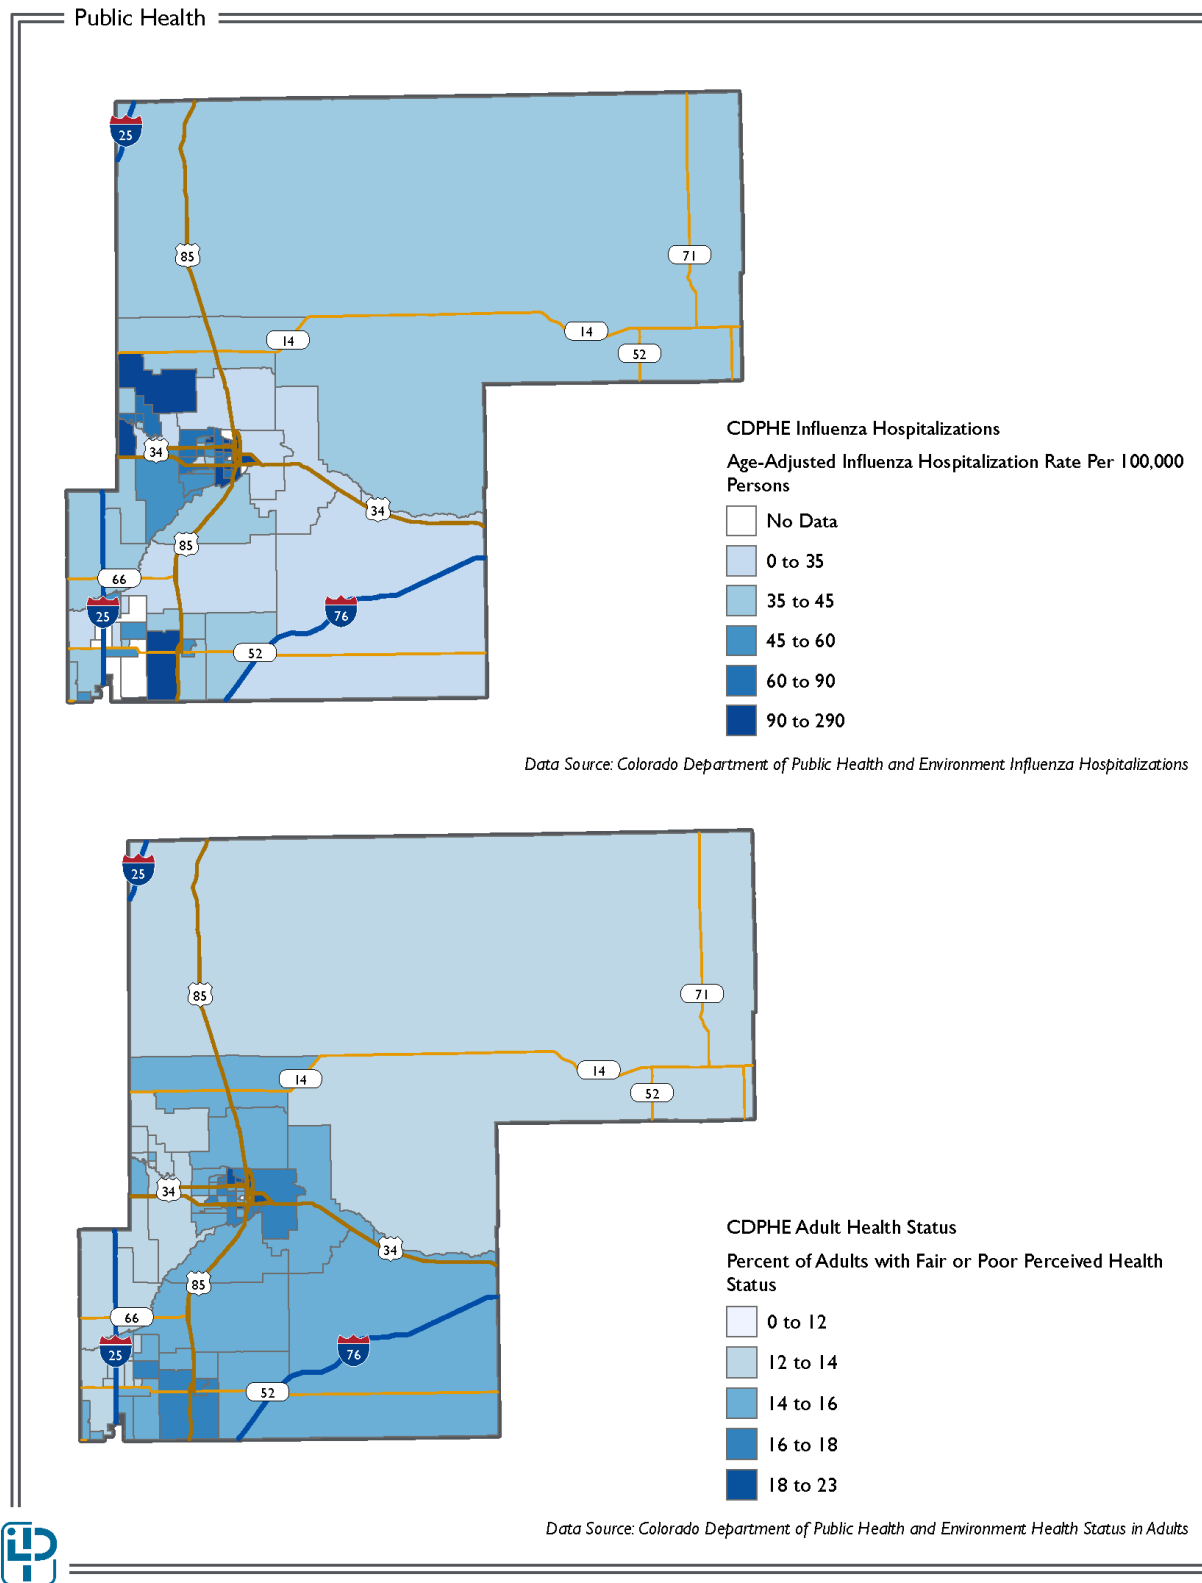 Public Health
25
85
71
14
14
52
34
34
85
66
25
76
52
CDPHE Influenza Hospitalizations
Age-Adjusted Influenza Hospitalization Rate Per 100,000
Persons
No Data
0 to 35
35 to 45
45 to 60
60 to 90
90 to 290
Data Source: Colorado Department of Public Health and Environment Influenza Hospitalizations
25
85
71
14
14
52
34
34
85
66
25
76
52
CDPHE Adult Health Status
Percent of Adults with Fair or Poor Perceived Health
Status
0 to 12
12 to 14
14 to 16
16 to 18
18 to 23
Data Source: Colorado Department of Public Health and Environment Health Status in Adults